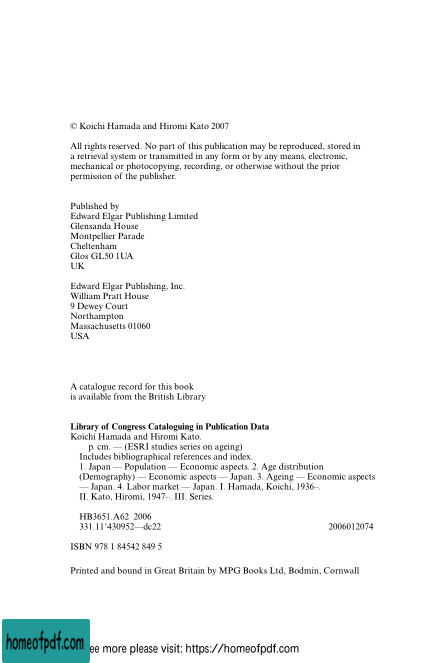 © Koichi Hamada and Hiromi Kato 2007
All rights reserved. No part of this publication may be reproduced, stored in
a retrieval system or transmitted in any form or by any means, electronic,
mechanical or photocopying, recording, or otherwise without the prior
permission of the publisher.
Published by
Edward Elgar Publishing Limited
Glensanda House
Montpellier Parade
Cheltenham
Glos GL50 1UA
UK
Edward Elgar Publishing, Inc.
William Pratt House
9 Dewey Court
Northampton
Massachusetts 01060
USA
A catalogue record for this book
is available from the British Library
Library of Congress Cataloguing in Publication Data
Koichi Hamada and Hiromi Kato.
p. cm. — (ESRI studies series on ageing)
Includes bibliographical references and index.
1. Japan — Population — Economic aspects. 2. Age distribution
(Demography) — Economic aspects — Japan. 3. Ageing — Economic aspects
— Japan. 4. Labor market — Japan. I. Hamada, Koichi, 1936–.
II. Kato, Hiromi, 1947–. III. Series.
HB3651.A62 2006
331.11′430952—dc22 2006012074
ISBN 978 1 84542 849 5
Printed and bound in Great Britain by MPG Books Ltd, Bodmin, Cornwall
homeofpdf.com ee more please visit: https://homeofpdf.com